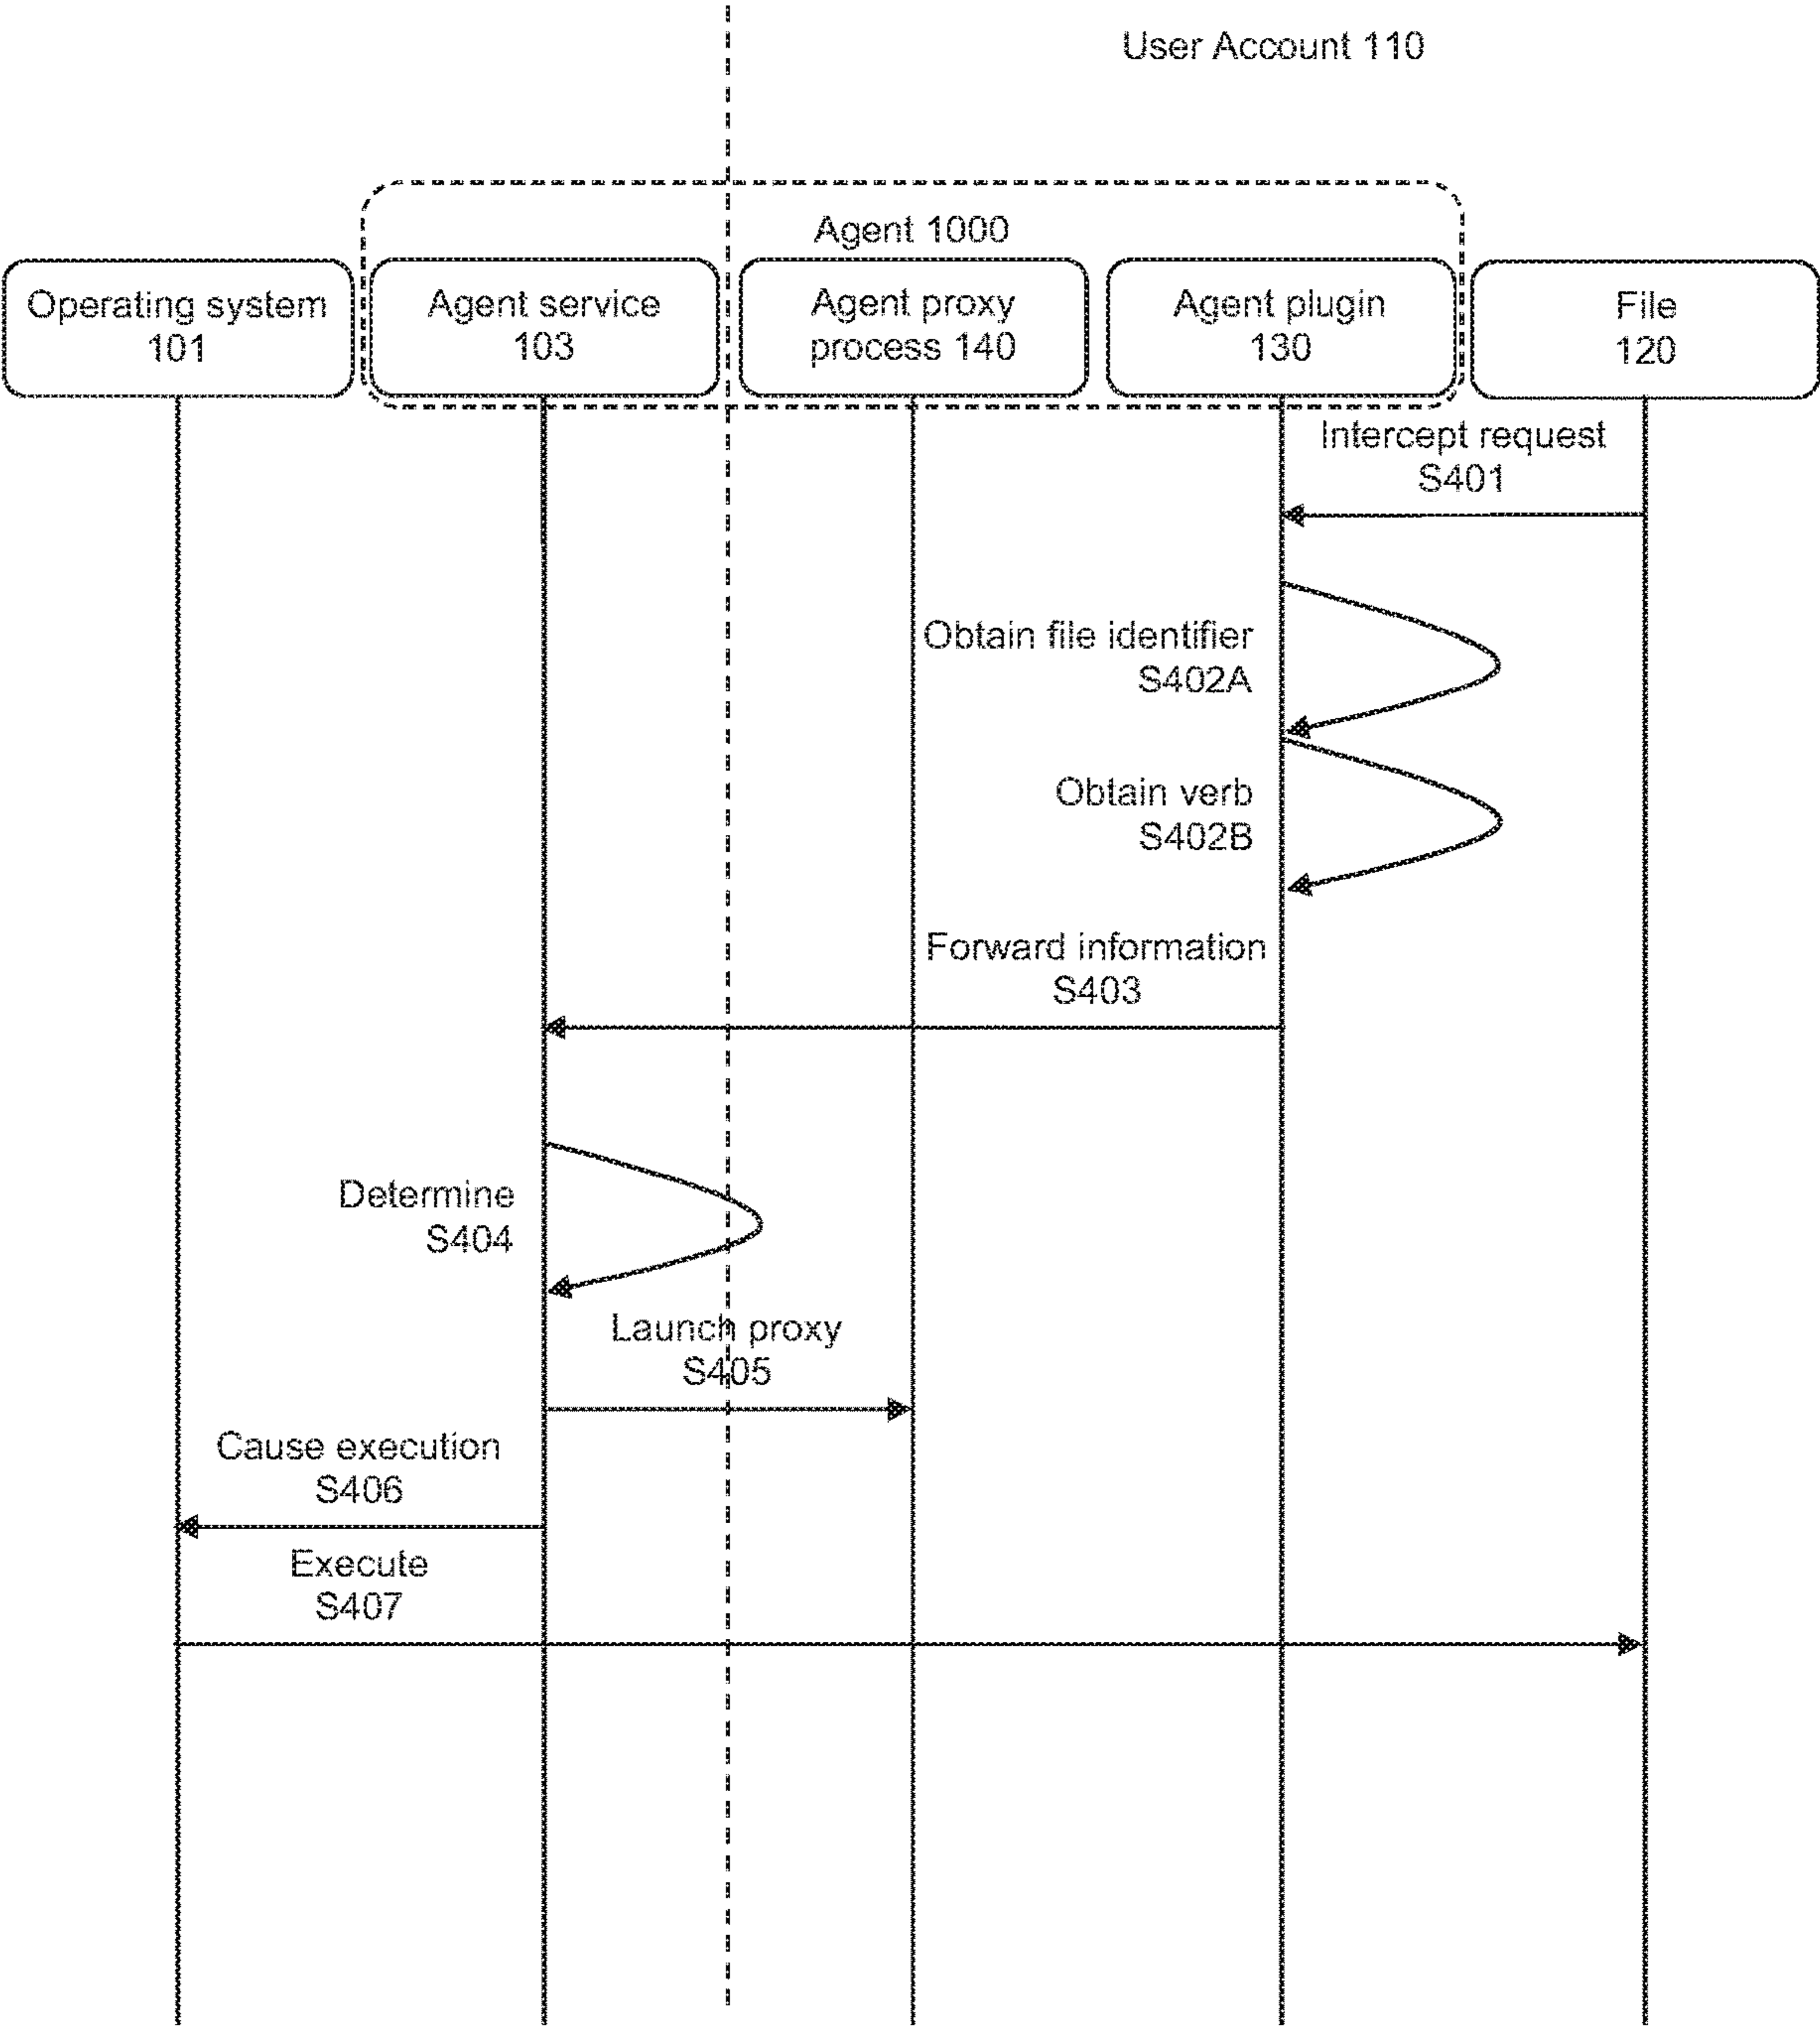 User Account 110
Agent 1000
Operating system
101
Agent service
103
Agent proxy
process 140
Agent plugin
130
File
120
Intercept request
S401
Obtain file identifier
S402A
Obtain verb
S402B
Forward information
S403
Determine
S404
Launch proxy
S405
Cause execution
S406
Execute
S407